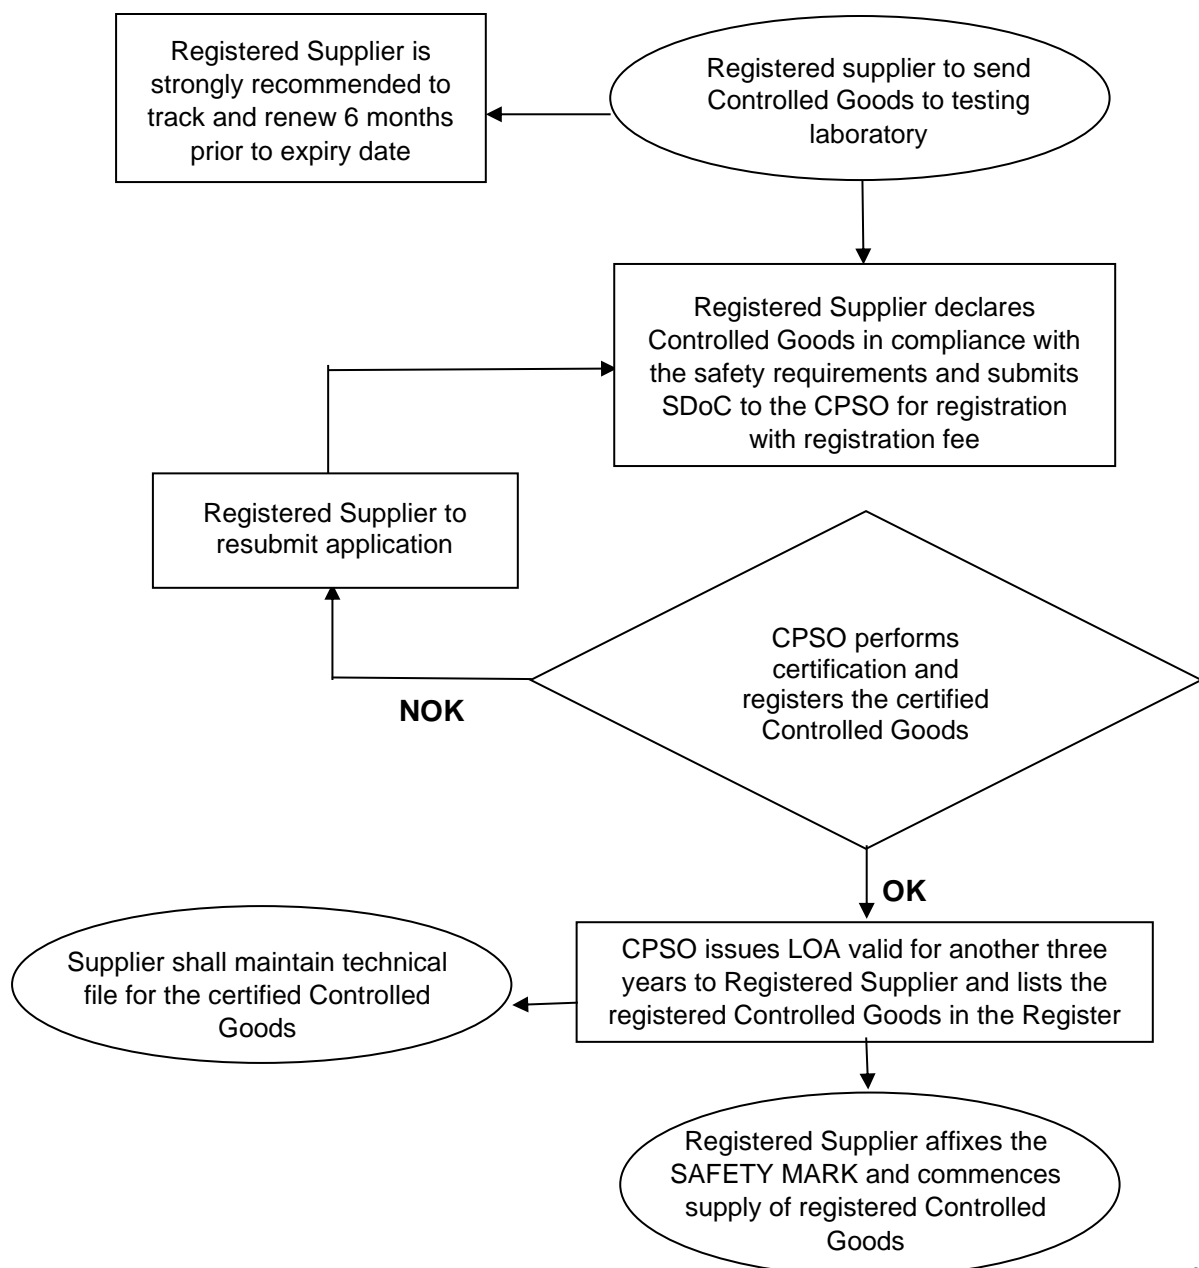 Registered Supplier is
strongly recommended to
track and renew 6 months
prior to expiry date
Registered supplier to send
Controlled Goods to testing
laboratory
Registered Supplier declares
Controlled Goods in compliance with
the safety requirements and submits
SDoC to the CPSO for registration
with registration fee
Registered Supplier to
resubmit application
CPSO performs
certification and
registers the certified
Controlled Goods
NOK
OK
CPSO issues LOA valid for another three
years to Registered Supplier and lists the
registered Controlled Goods in the Register
Supplier shall maintain technical
file for the certified Controlled
Goods
Registered Supplier affixes the
SAFETY MARK and commences
supply of registered Controlled
Goods